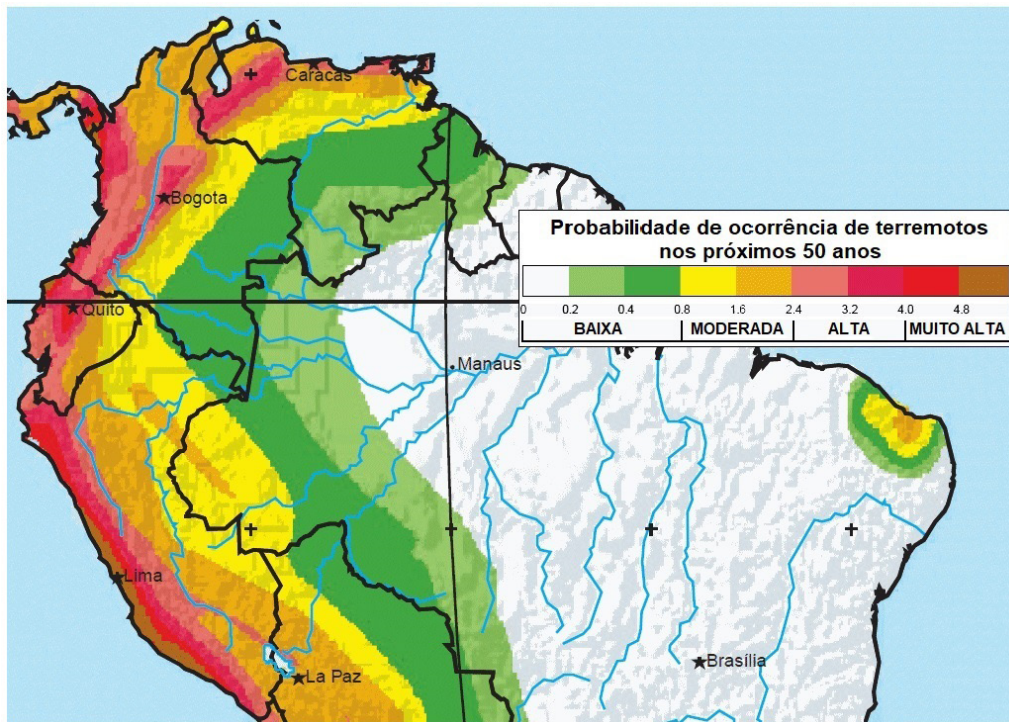 Caracas
Bogota
Probabilidade de ocorrência de terremotos
nos próximos 50 anos
0 0.2 0.4 0.8 1.6 2.4 3.2 4.0 4.8
BAIXA MODERADA ALTA MUITO ALTA
Quito
Manaus
Lima
Brasília
La Paz